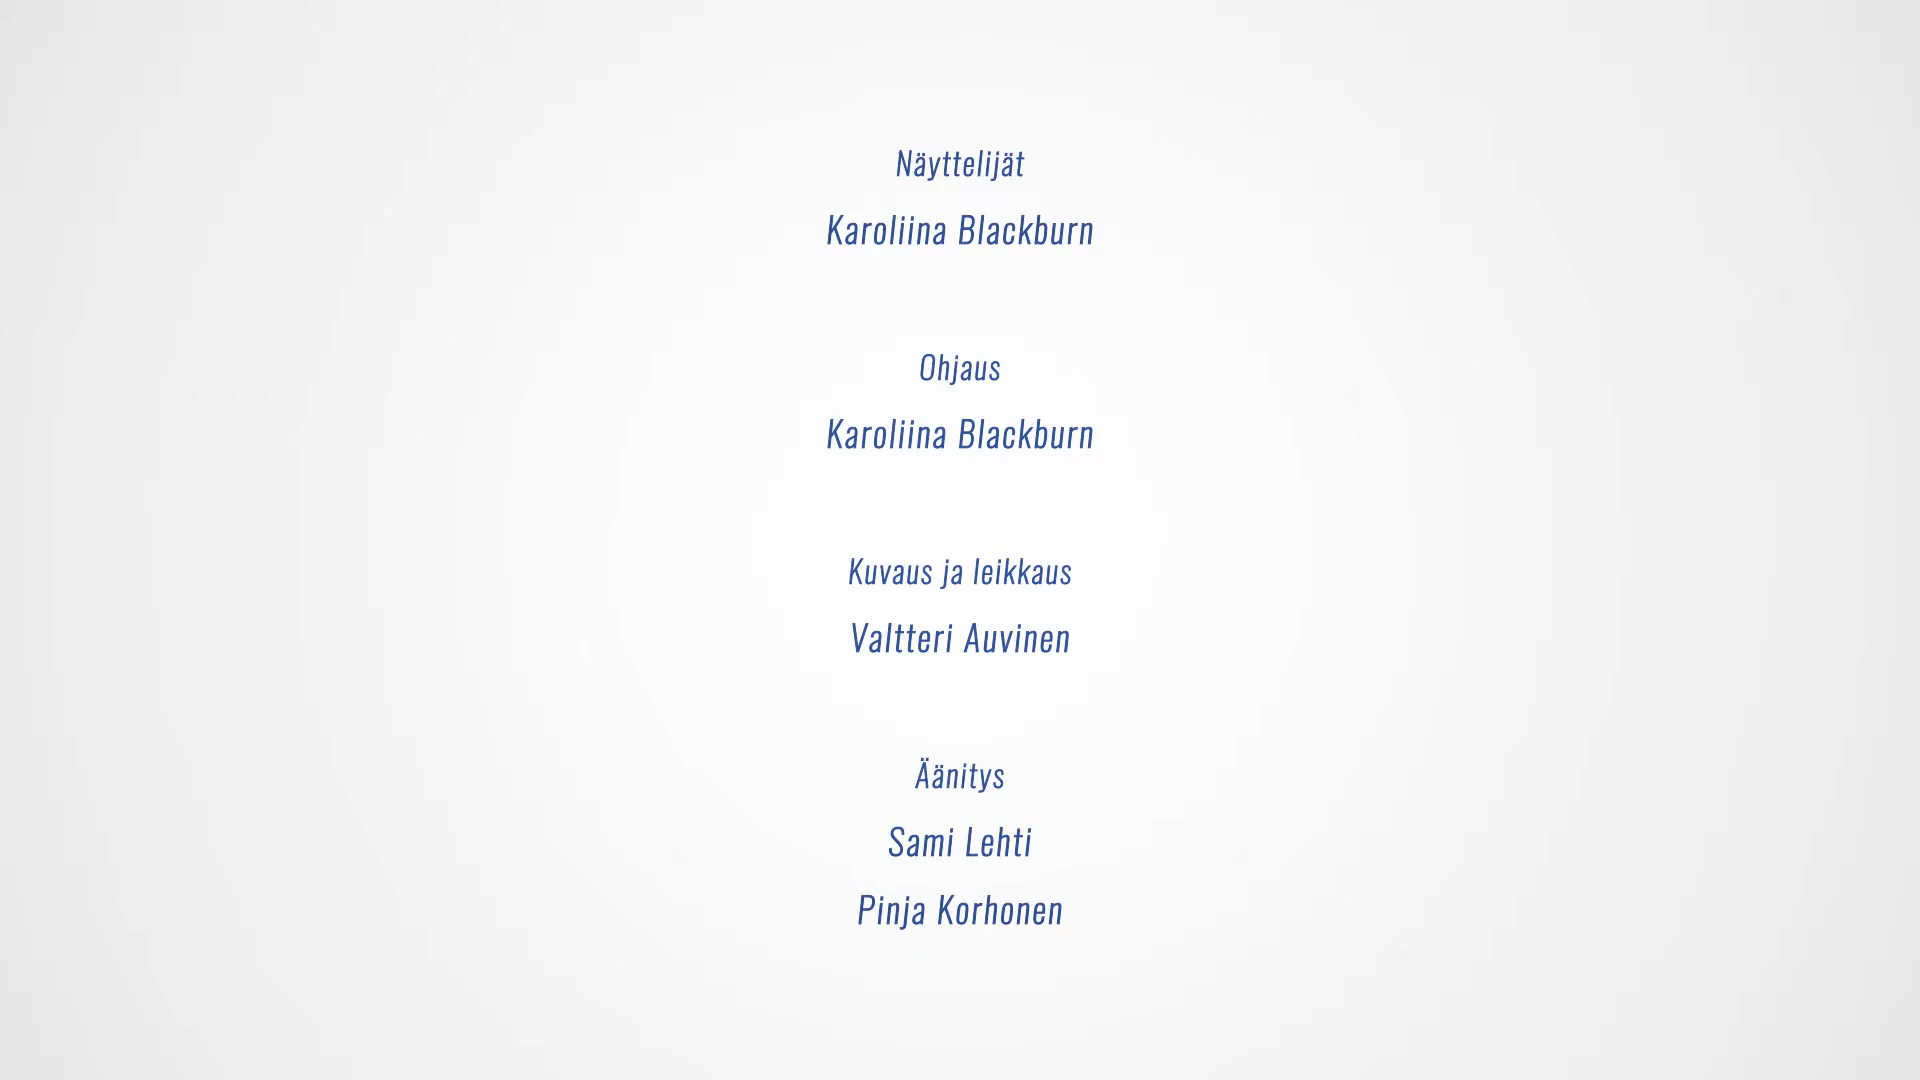 Näyttelijät
Karoliina Blackburn
Ohjaus
Karoliina Blackburn
Kuvaus ja leikkaus
Valtteri Auvinen
Äänitys
Sami Lehti
Pinja Korhonen